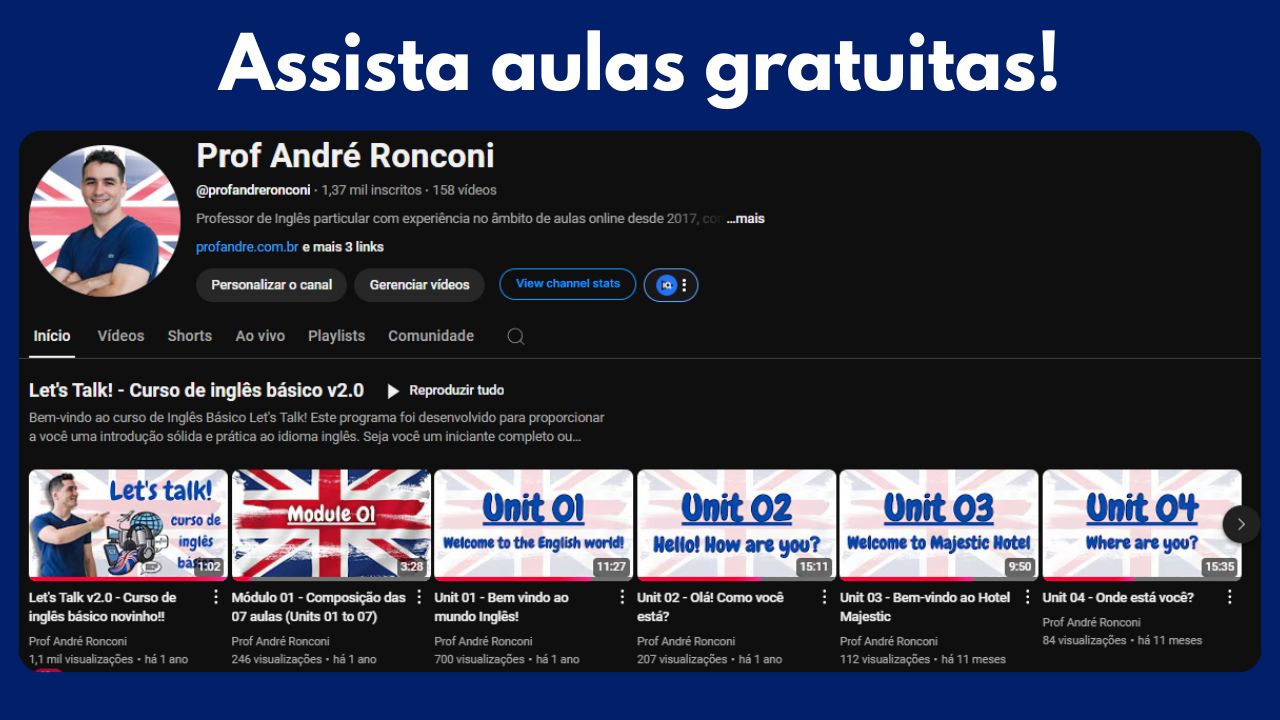 Assista aulas gratuitas!
Prof André Ronconi
@profandreronconi · 1,37 mil inscritos · 158 vídeos
Professor de Inglês particular com experiência no âmbito de aulas online desde 2017, ...mais
profandre.com.br e mais 3 links
Personalizar o canal
Gerenciar vídeos
View channel stats
Início
Vídeos
Shorts
Ao vivo
Playlists
Comunidade
Let's Talk! - Curso de inglês básico v2.0
Reproduzir tudo
Bem-vindo ao curso de Inglês Básico Let's Talk! Este programa foi desenvolvido para proporcionar
a você uma introdução sólida e prática ao idioma inglês. Seja você um iniciante completo ou...
Let's talk!
curso de
inglês
1:02
Let's Talk v2.0 - Curso de
inglês básico novinho!!
Prof André Ronconi
1,1 mil visualizações • há 1 ano
Module 01
3:28
Módulo 01 - Composição das
07 aulas (Units 01 to 07)
Prof André Ronconi
246 visualizações • há 1 ano
Unit 01
Welcome to the English world!
11:27
Unit 01 - Bem vindo ao
mundo Inglês!
Prof André Ronconi
700 visualizações • há 1 ano
Unit 02
Hello! How are you?
15:11
Unit 02 - Olá! Como você
está?
Prof André Ronconi
207 visualizações • há 1 ano
Unit 03
Welcome to Majestic Hotel
9:50
Unit 03 - Bem-vindo ao Hotel
Majestic
Prof André Ronconi
112 visualizações • há 11 meses
Unit 04
Where are you?
15:35
Unit 04 - Onde está você?
Prof André Ronconi
84 visualizações • há 11 meses